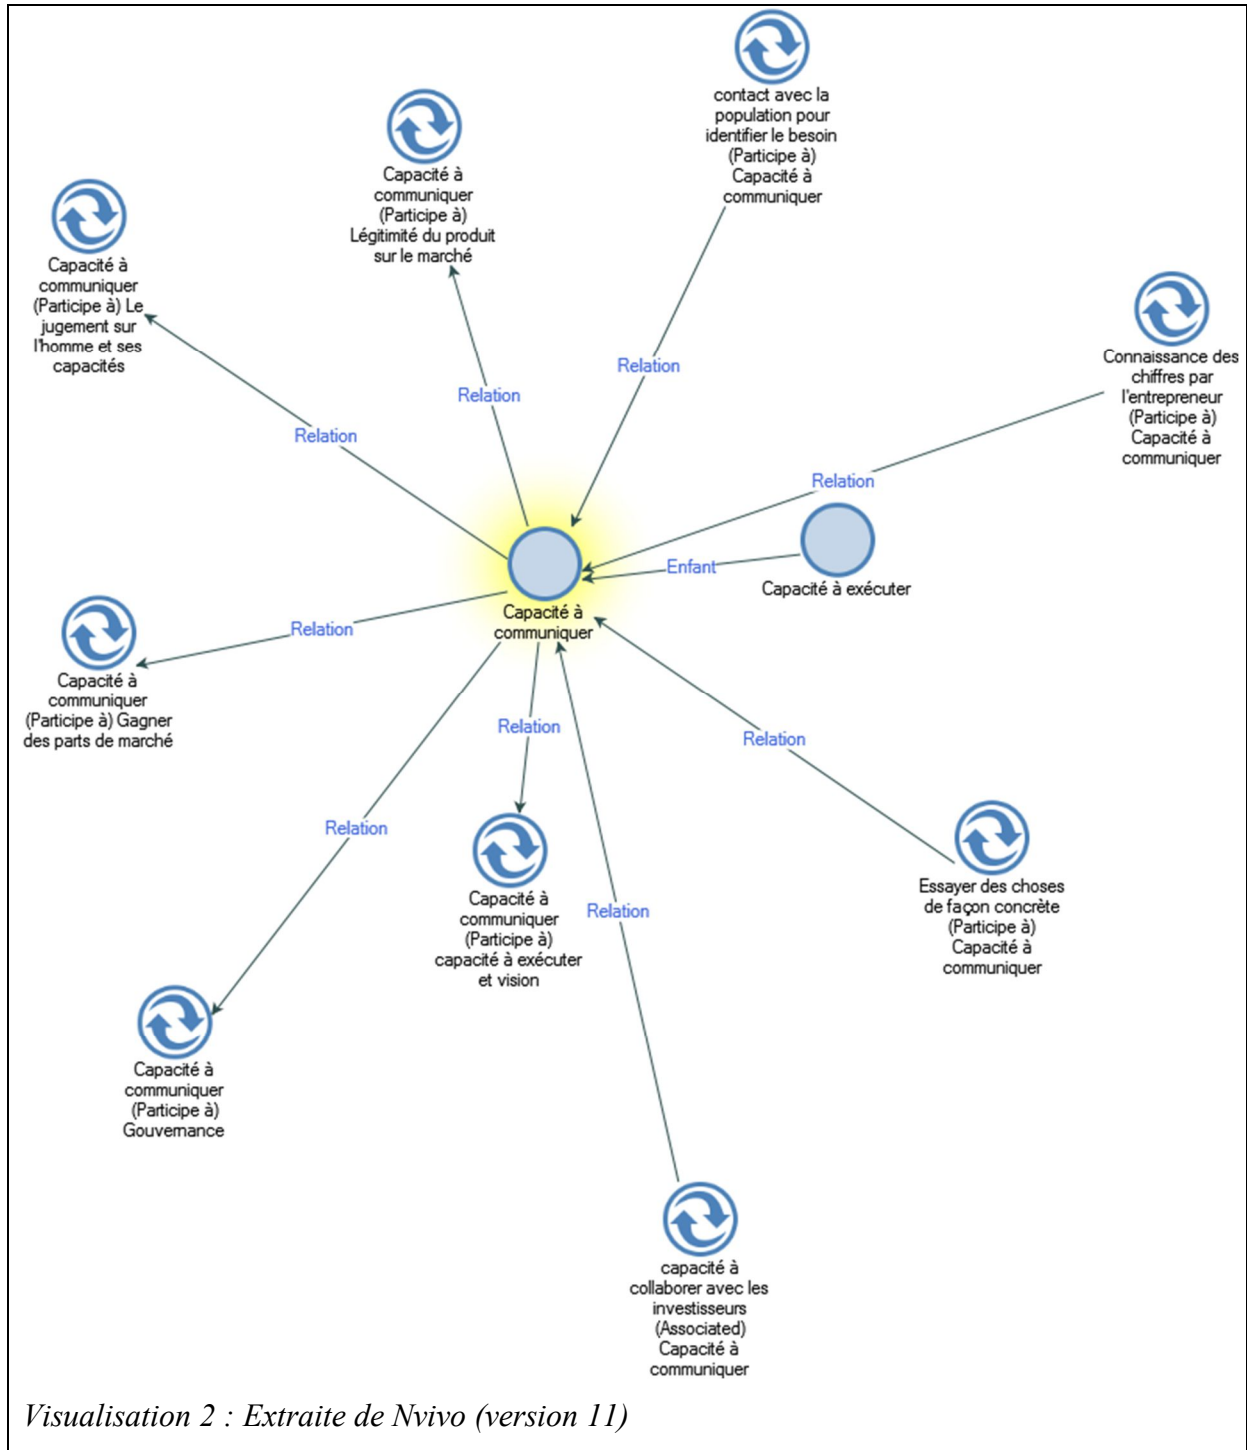 contact avec la
population pour
identifier le besoin
(Participe à)
Capacité à
communiquer
Capacité à
communiquer
(Participe à)
Légitimité du produit
sur le marché
Capacité à
communiquer
(Participe à) Le
jugement sur
l'homme et ses
capacités
Connaissance des
chiffres par
l'entrepreneur
(Participe à)
Capacité à
communiquer
Relation
Relation
Relation
Relation
Enfant
Capacité à exécuter
Capacité à
communiquer
Relation
Capacité à
communiquer
(Participe à) Gagner
des parts de marché
Relation
Relation
Relation
Relation
Capacité à
communiquer
(Participe à)
capacité à exécuter
et vision
Essayer des choses
de façon concrète
(Participe à)
Capacité à
communiquer
Capacité à
communiquer
(Participe à)
Gouvernance
capacité à
collaborer avec les
investisseurs
(Associated)
Capacité à
communiquer
Visualisation 2 : Extraite de Nvivo (version 11)